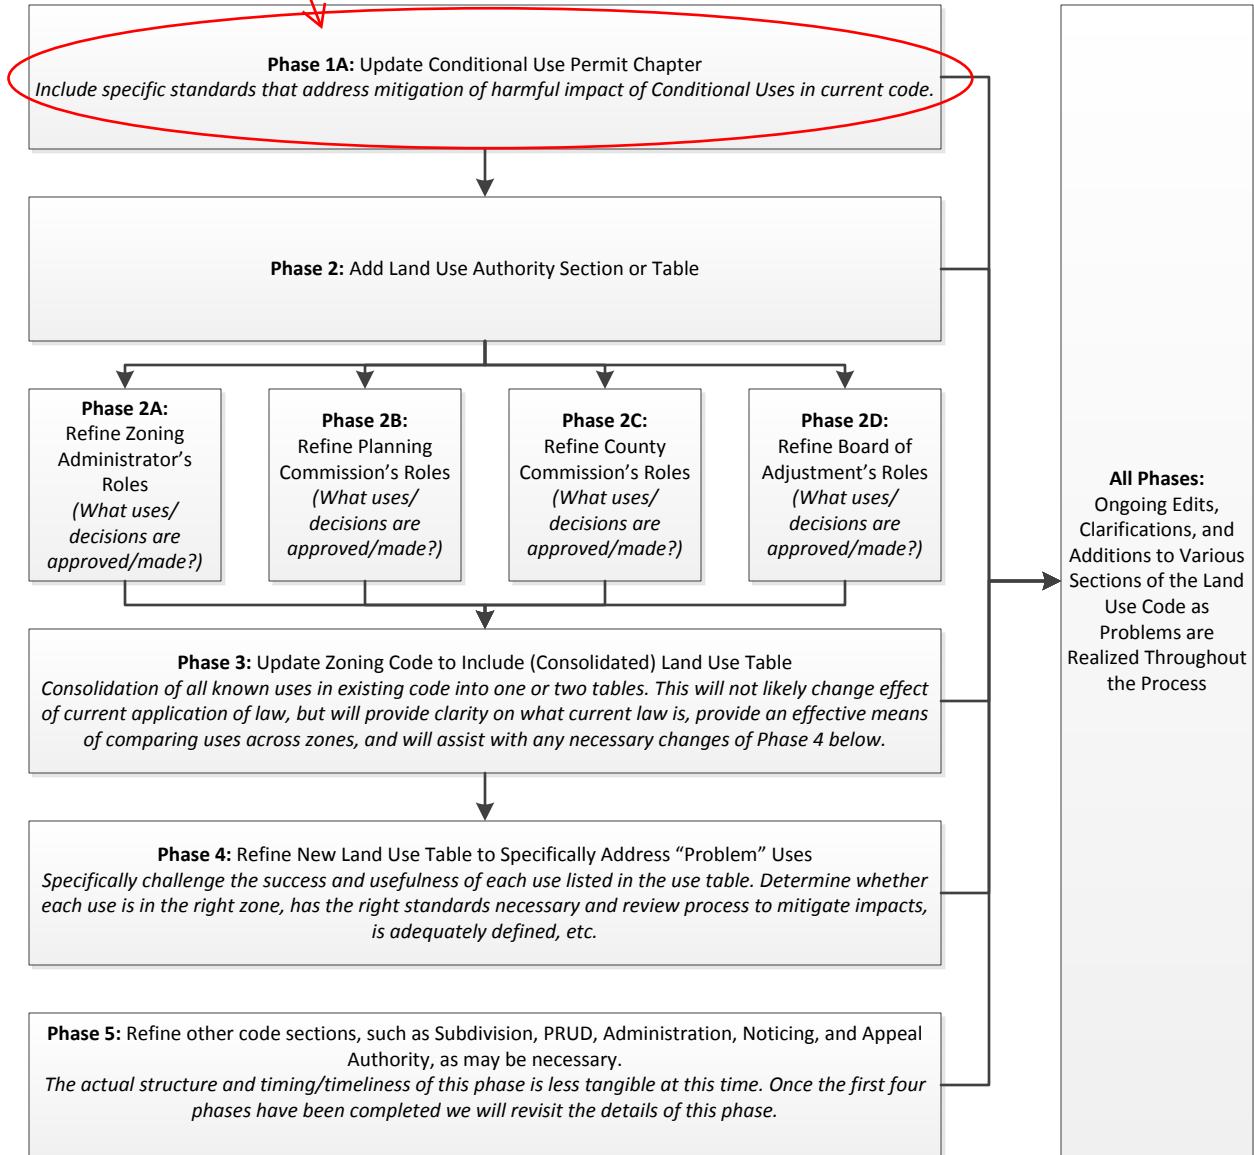 Phase 1A: Update Conditional Use Permit Chapter
Include specific standards that address mitigation of harmful impact of Conditional Uses in current code.
Phase 2: Add Land Use Authority Section or Table
Phase 2A:
Refine Zoning
Administrator’s
Roles
(What uses/
decisions are
approved/made?)
Phase 2B:
Refine Planning
Commission’s Roles
(What uses/
decisions are
approved/made?)
Phase 2C:
Refine County
Commission’s Roles
(What uses/
decisions are
approved/made?)
Phase 2D:
Refine Board of
Adjustment’s Roles
(What uses/
decisions are
approved/made?)
Phase 3: Update Zoning Code to Include (Consolidated) Land Use Table
Consolidation of all known uses in existing code into one or two tables. This will not likely change effect
of current application of law, but will provide clarity on what current law is, provide an effective means
of comparing uses across zones, and will assist with any necessary changes of Phase 4 below.
Phase 4: Refine New Land Use Table to Specifically Address “Problem” Uses
Specifically challenge the success and usefulness of each use listed in the use table. Determine whether
each use is in the right zone, has the right standards necessary and review process to mitigate impacts,
is adequately defined, etc.
Phase 5: Refine other code sections, such as Subdivision, PRUD, Administration, Noticing, and Appeal
Authority, as may be necessary.
The actual structure and timing/timeliness of this phase is less tangible at this time. Once the first four
phases have been completed we will revisit the details of this phase.
All Phases:
Ongoing Edits,
Clarifications, and
Additions to Various
Sections of the Land
Use Code as
Problems are
Realized Throughout
the Process